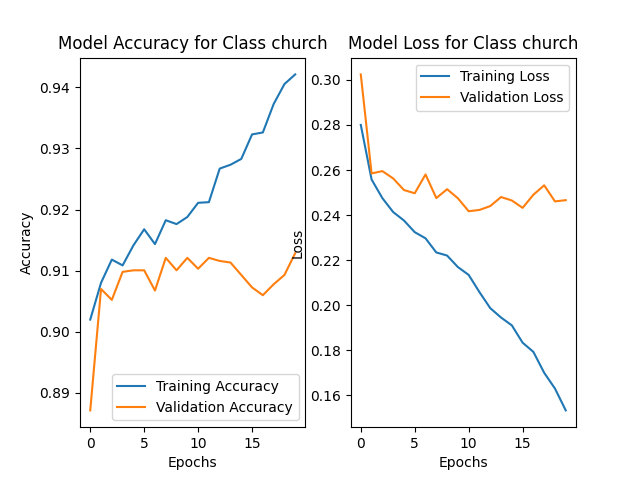 Model Accuracy for Class church
0.94
0.93
0.92
0.91
0.90
0.89
Accuracy
Training Accuracy
Validation Accuracy
0 5 10 15
Epochs
Model Loss for Class church
0.30
0.28
0.26
0.24
0.22
0.20
0.18
0.16
Loss
Training Loss
Validation Loss
0 5 10 15
Epochs